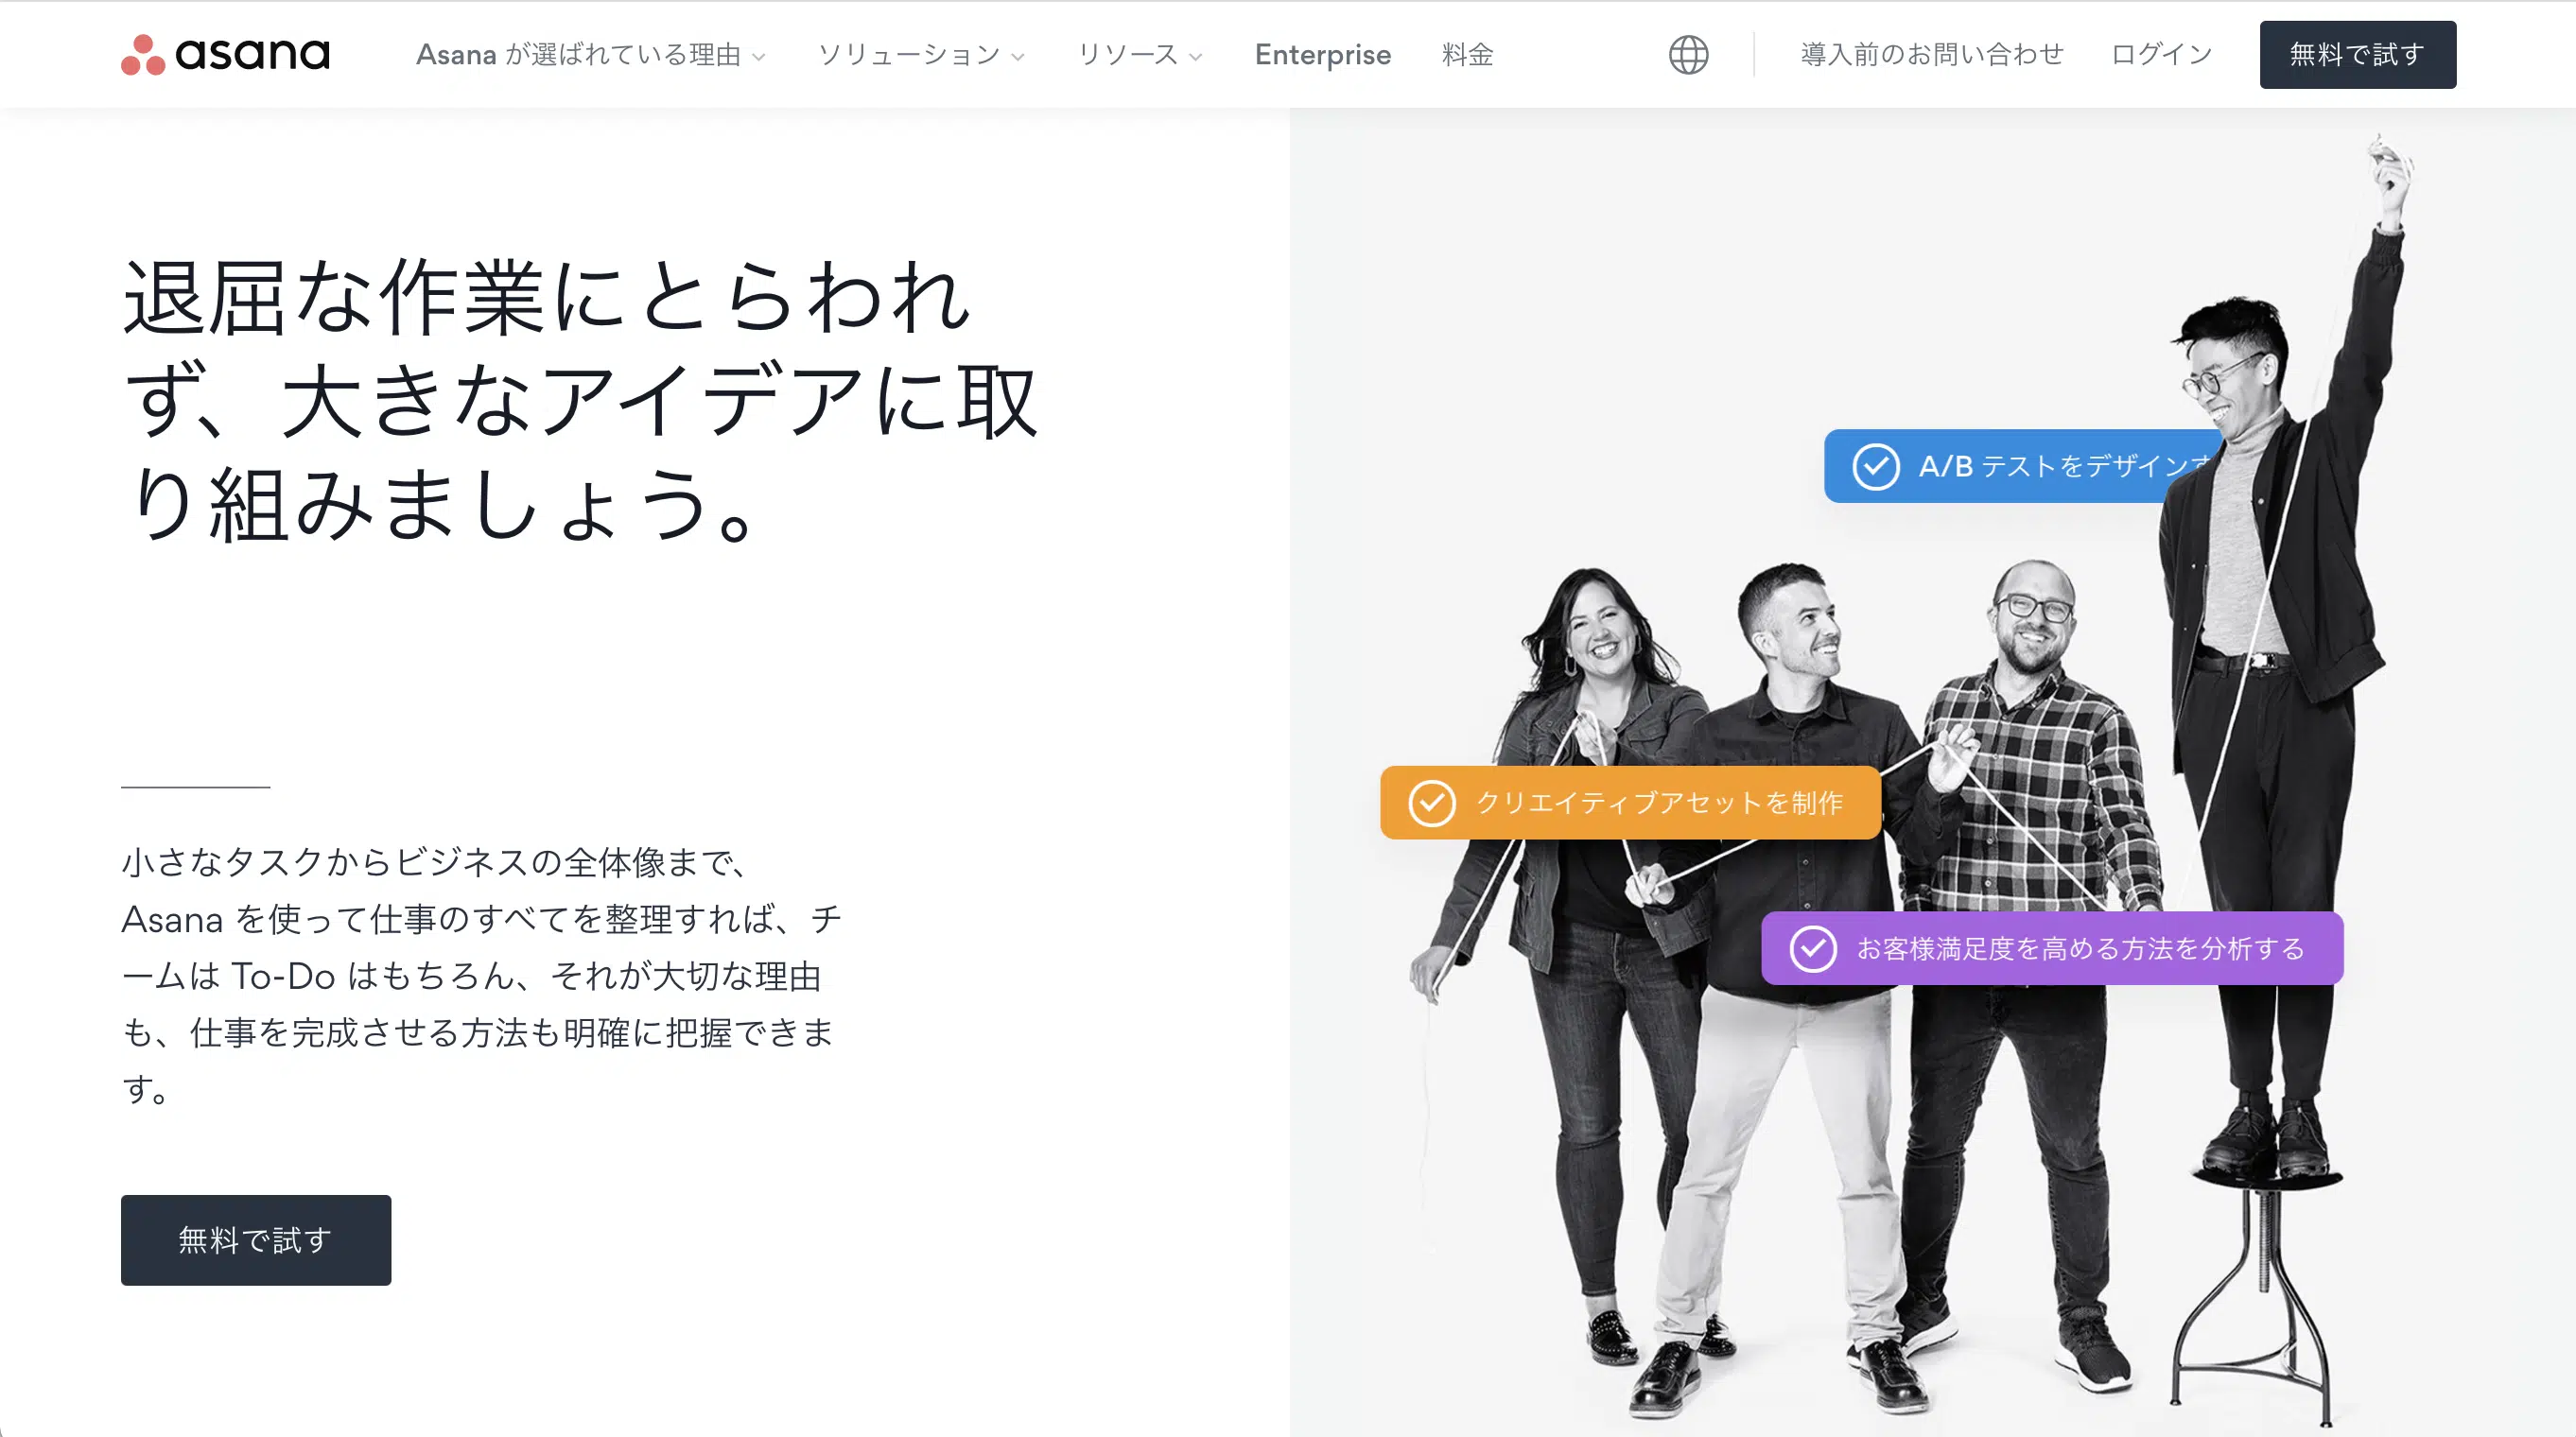 asana
Asana が選ばれている理由
ソリューション
リソース
Enterprise
料金
導入前のお問い合わせ
ログイン
無料で試す
退屈な作業にとらわれ
ず、大きなアイデアに取
り組みましょう。
小さなタスクからビジネスの全体像まで、
Asana を使って仕事のすべてを整理すれば、チ
ームは To-Do はもちろん、それが大切な理由
も、仕事を完成させる方法も明確に把握できま
す。
無料で試す
A/B テストをデザインす
クリエイティブアセットを制作
お客様満足度を高める方法を分析する